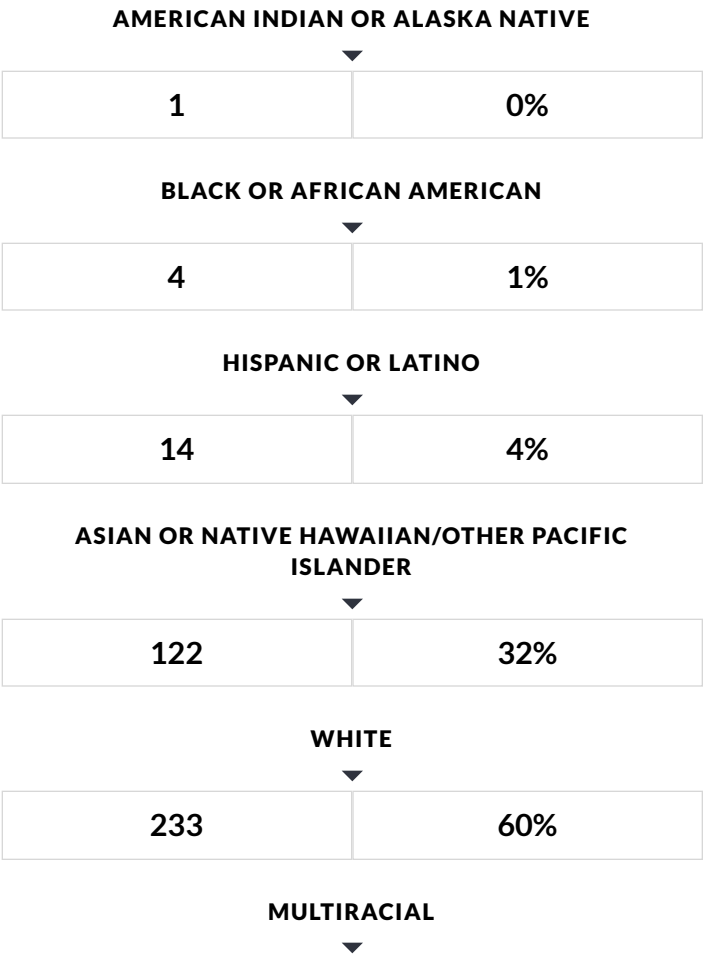 AMERICAN INDIAN OR ALASKA NATIVE
1 0%
BLACK OR AFRICAN AMERICAN
4 1%
HISPANIC OR LATINO
14 4%
ASIAN OR NATIVE HAWAIIAN/OTHER PACIFIC
ISLANDER
122 32%
WHITE
233 60%
MULTIRACIAL